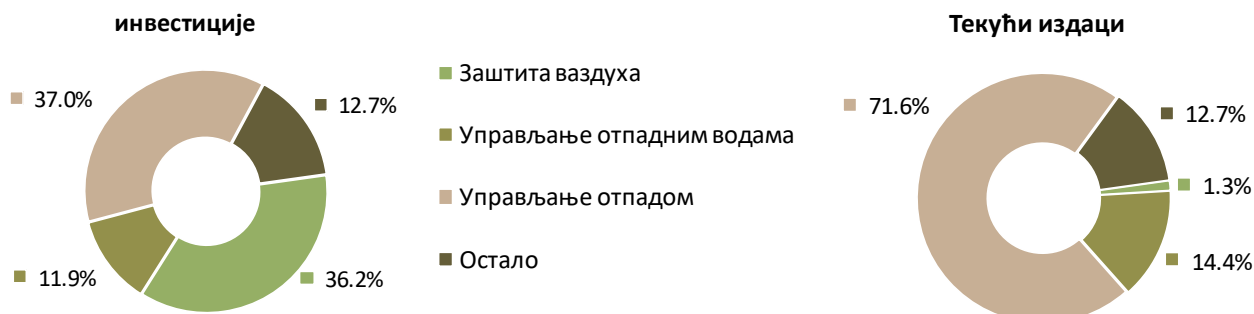 инвестиције
37.0%
12.7%
11.9%
36.2%
Заштита ваздуха
Управљање отпадним водама
Управљање отпадом
Остало
Текући издаци
71.6%
12.7%
1.3%
14.4%